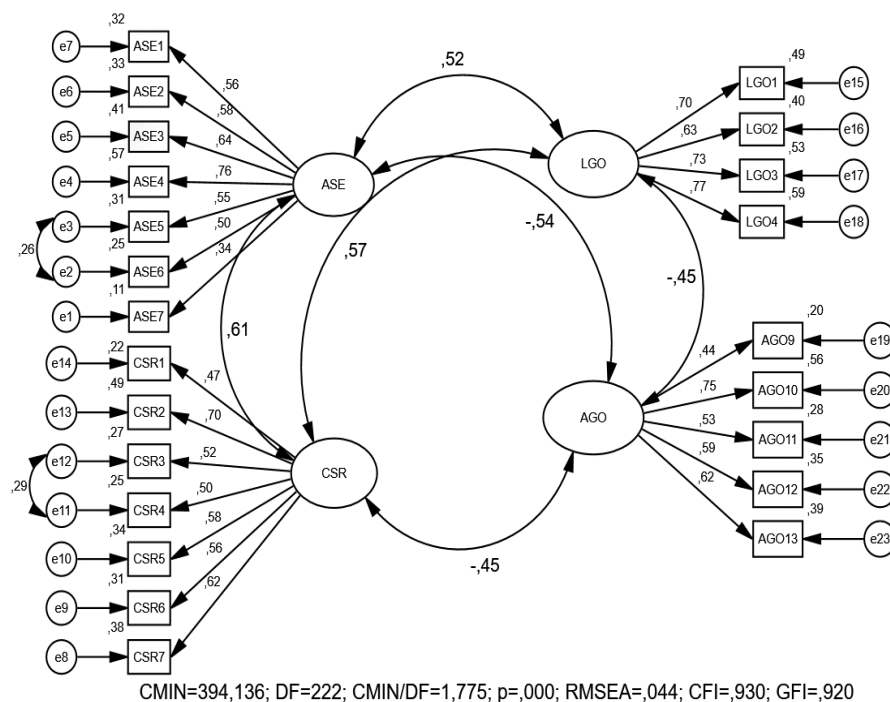 ,32
e7
ASE1
,56
,33
e6
ASE2
,58
,41
e5
ASE3
,64
,57
e4
ASE4
,76
,31
e3
ASE5
,55
,25
e2
ASE6
,50
,26
,11
e1
ASE7
,34
ASE
,52
LGO
,49
,70
LGO1
e15
,40
,63
LGO2
e16
,53
,73
LGO3
e17
,59
,77
LGO4
e18
-,54
,57
-,45
,61
,22
e14
CSR1
,47
,49
e13
CSR2
,70
,27
e12
CSR3
,52
,25
e11
CSR4
,50
,29
,34
e10
CSR5
,58
,31
e9
CSR6
,56
,38
e8
CSR7
,62
CSR
-,45
AGO
,20
,44
AGO9
e19
,56
,75
AGO10
e20
,28
,53
AGO11
e21
,35
,59
AGO12
e22
,39
,62
AGO13
e23
CMIN=394,136; DF=222; CMIN/DF=1,775; p=,000; RMSEA=,044; CFI=,930; GFI=,920